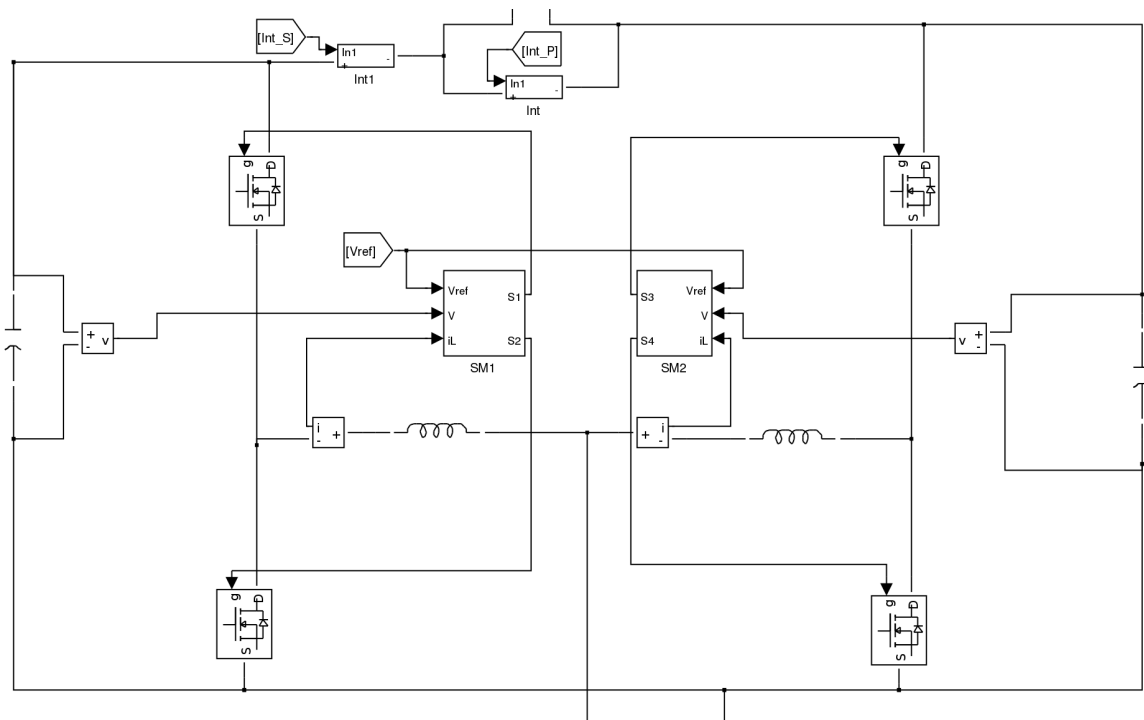 [Int_S]
In1
+
-
Int1
[Int_P]
In1
+
-
Int
g
D
S
g
D
S
[Vref]
Vref
V
iL
S1
S2
SM1
S3
S4
Vref
V
iL
SM2
+
-
v
v
+
-
i
-
+
+
i
-
g
D
S
g
D
S